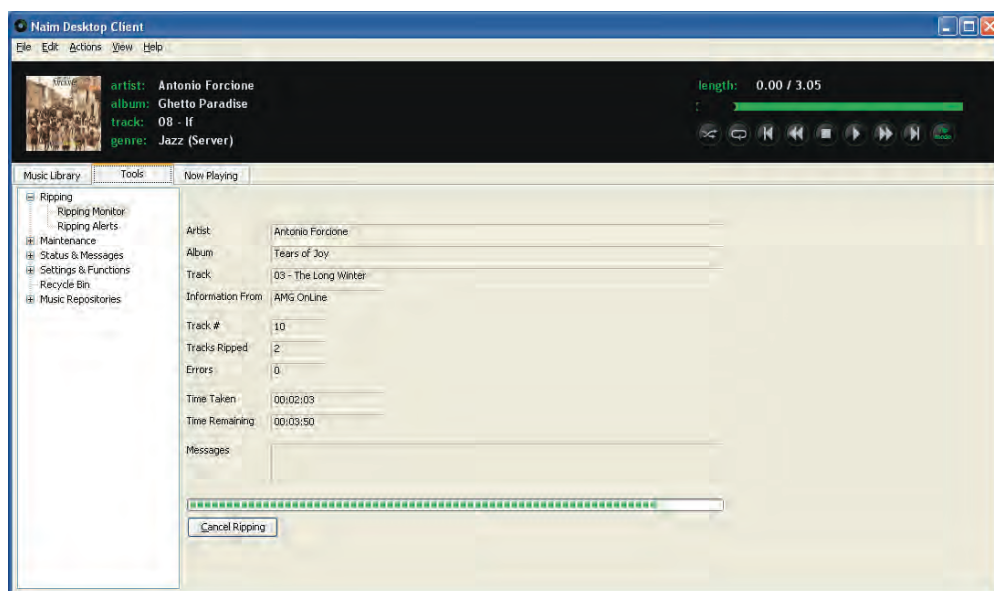 Naim Desktop Client
File Edit Actions View Help
artist: Antonio Forcione
album: Ghetto Paradise
track: 08 - If
genre: Jazz (Server)
length: 0.00 / 3.05
Music Library Tools Now Playing
Ripping
Ripping Monitor
Ripping Alerts
Maintenance
Status & Messages
Settings & Functions
Recycle Bin
Music Repositories
Artist Antonio Forcione
Album Tears of Joy
Track 03 - The Long Winter
Information From AMG OnLine
Track # 10
Tracks Ripped 2
Errors 0
Time Taken 00:02:03
Time Remaining 00:03:50
Messages
Cancel Ripping